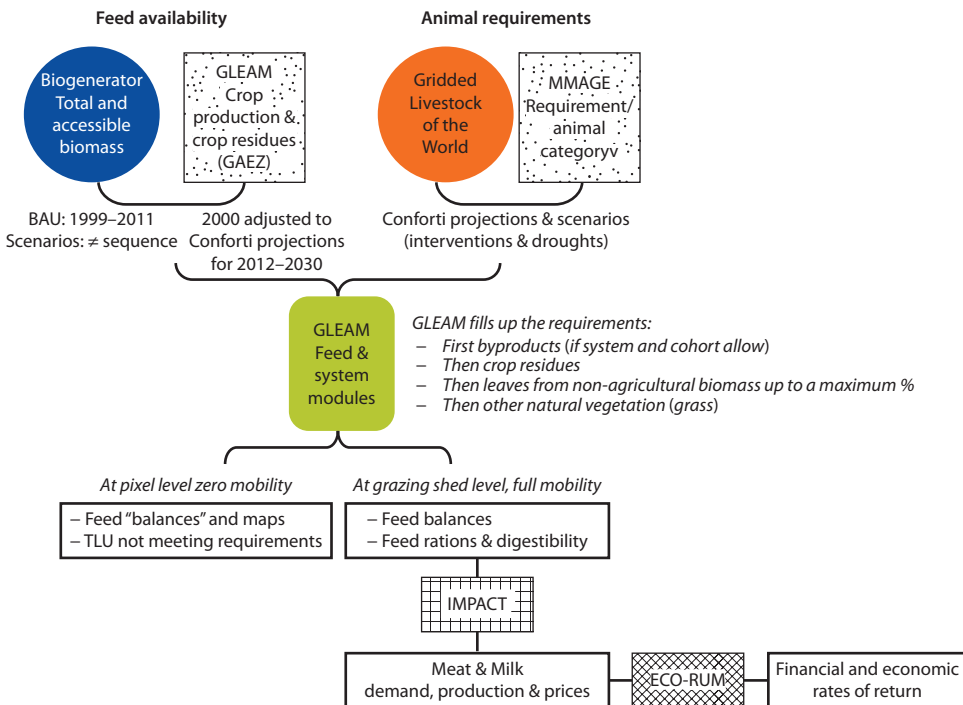 Feed availability
Animal requirements
Biogenerator
Total and
accessible
biomass
GLEAM
Crop
production &
crop residues
(GAEZ)
Gridded
Livestock
of the
World
MMAGE
Requirement/
animal
categoryv
BAU: 1999–2011
Scenarios: ≠ sequence
2000 adjusted to
Conforti projections
for 2012–2030
Conforti projections & scenarios
(interventions & droughts)
GLEAM
Feed &
system
modules
GLEAM fills up the requirements:
– First byproducts (if system and cohort allow)
– Then crop residues
– Then leaves from non-agricultural biomass up to a maximum %
– Then other natural vegetation (grass)
At pixel level zero mobility
– Feed “balances” and maps
– TLU not meeting requirements
At grazing shed level, full mobility
– Feed balances
– Feed rations & digestibility
IMPACT
Meat & Milk
demand, production & prices
ECO-RUM
Financial and economic
rates of return